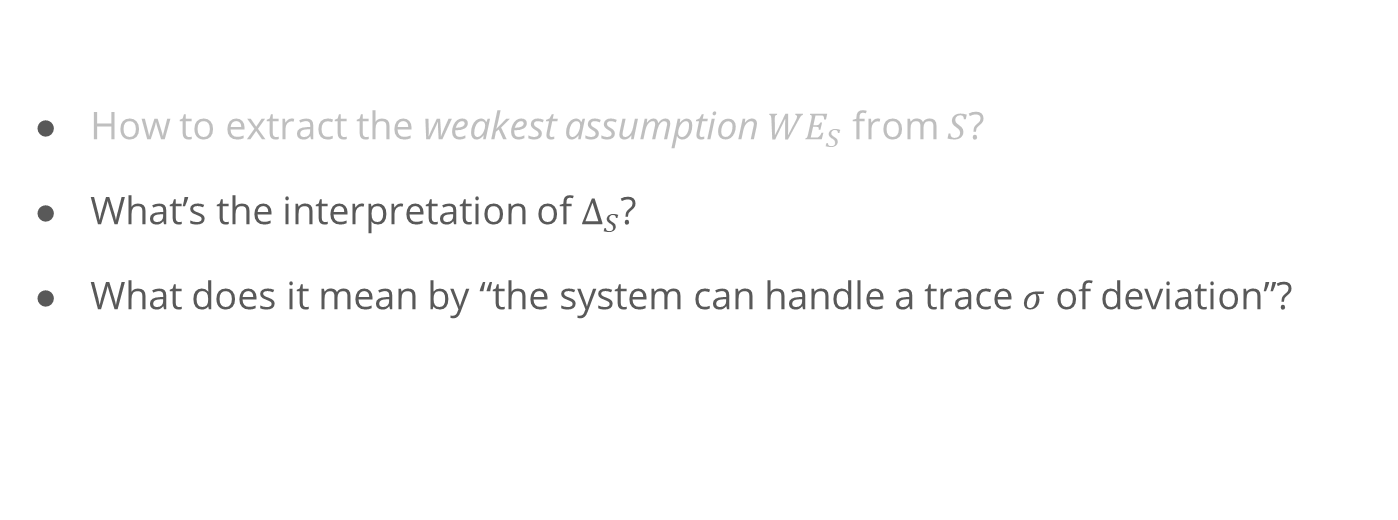 ● How to extract the weakest assumption WE_S from S?
● What’s the interpretation of Δ_S?
● What does it mean by “the system can handle a trace σ of deviation”?